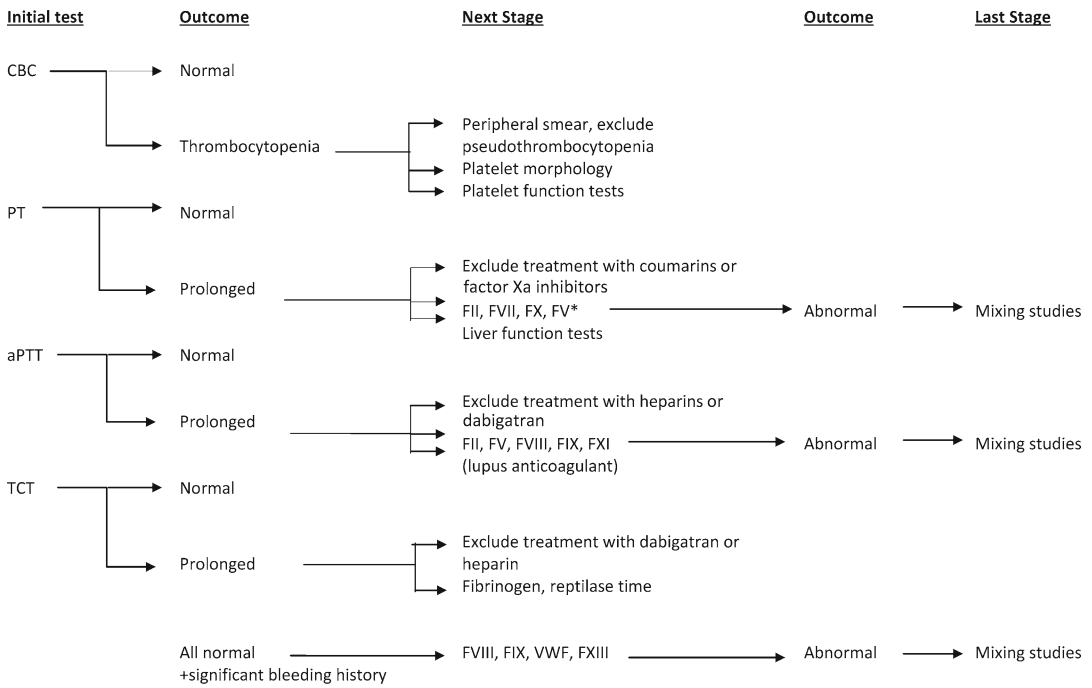 Initial test Outcome Next Stage Outcome Last Stage
CBC Normal
Thrombocytopenia
Peripheral smear, exclude
pseudothrombocytopenia
Platelet morphology
Platelet function tests
PT Normal
Prolonged
Exclude treatment with coumarins or
factor Xa inhibitors
FII, FVII, FX, FV* Abnormal Mixing studies
Liver function tests
aPTT Normal
Prolonged
Exclude treatment with heparins or
dabigatran
FII, FV, FVIII, FIX, FXI Abnormal Mixing studies
(lupus anticoagulant)
TCT Normal
Prolonged
Exclude treatment with dabigatran or
heparin
Fibrinogen, reptilase time
All normal FVIII, FIX, VWF, FXIII Abnormal Mixing studies
+significant bleeding history